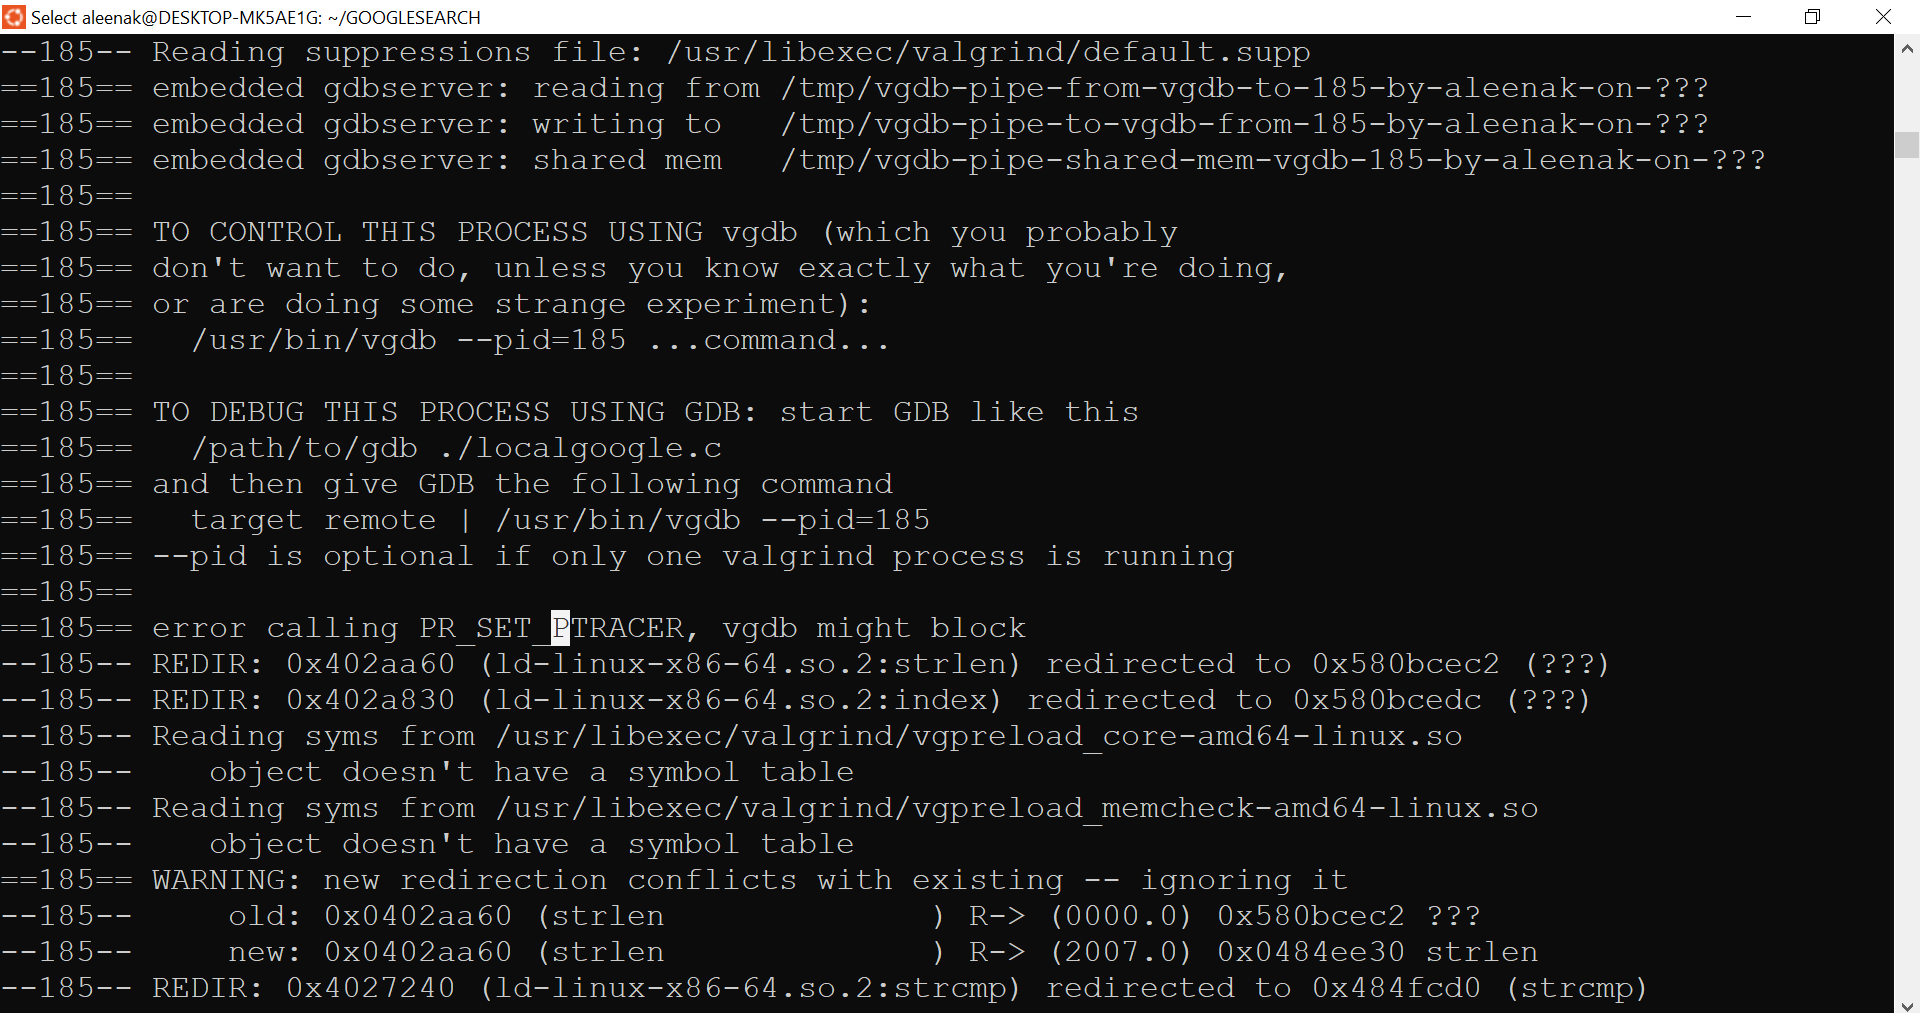 Select aleenak@DESKTOP-MK5AE1G: ~/GOOGLESEARCH
--185-- Reading suppressions file: /usr/libexec/valgrind/default.supp
==185== embedded gdbserver: reading from /tmp/vgdb-pipe-from-vgdb-to-185-by-aleenak-on-???
==185== embedded gdbserver: writing to   /tmp/vgdb-pipe-to-vgdb-from-185-by-aleenak-on-???
==185== embedded gdbserver: shared mem   /tmp/vgdb-pipe-shared-mem-vgdb-185-by-aleenak-on-???
==185==
==185== TO CONTROL THIS PROCESS USING vgdb (which you probably
==185== don't want to do, unless you know exactly what you're doing,
==185== or are doing some strange experiment):
==185==   /usr/bin/vgdb --pid=185 ...command...
==185==
==185== TO DEBUG THIS PROCESS USING GDB: start GDB like this
==185==   /path/to/gdb ./localgoogle.c
==185== and then give GDB the following command
==185==   target remote | /usr/bin/vgdb --pid=185
==185== --pid is optional if only one valgrind process is running
==185==
==185== error calling PR_SET_PTRACER, vgdb might block
--185-- REDIR: 0x402aa60 (ld-linux-x86-64.so.2:strlen) redirected to 0x580bcec2 (???)
--185-- REDIR: 0x402a830 (ld-linux-x86-64.so.2:index) redirected to 0x580bcedc (???)
--185-- Reading syms from /usr/libexec/valgrind/vgpreload_core-amd64-linux.so
--185--    object doesn't have a symbol table
--185-- Reading syms from /usr/libexec/valgrind/vgpreload_memcheck-amd64-linux.so
--185--    object doesn't have a symbol table
==185== WARNING: new redirection conflicts with existing -- ignoring it
--185--     old: 0x0402aa60 (strlen              ) R-> (0000.0) 0x580bcec2 ???
--185--     new: 0x0402aa60 (strlen              ) R-> (2007.0) 0x0484ee30 strlen
--185-- REDIR: 0x4027240 (ld-linux-x86-64.so.2:strcmp) redirected to 0x484fcd0 (strcmp)